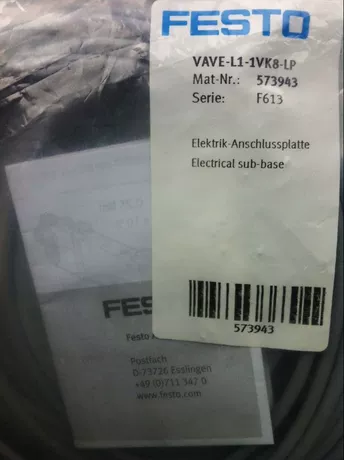 FESTO
VAVE-L1-1VK8-LP
Mat-Nr.: 573943
Serie: F613
Elektrik-Anschlussplatte
Electrical sub-base
573943
FES
Festo
Postfach
D-73726 Esslingen
+49 (0)711 347 0
www.festo.com